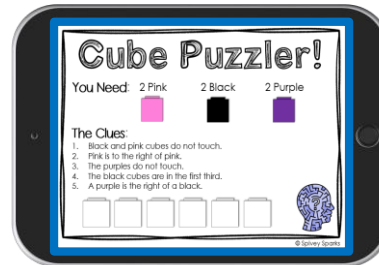 Cube Puzzler!
You Need: 2 Pink 2 Black 2 Purple
The Clues:
1. Black and pink cubes do not touch.
2. Pink is to the right of pink.
3. The purples do not touch.
4. The black cubes are in the first third.
5. A purple is the right of a black.
?
© Spivey Sparks